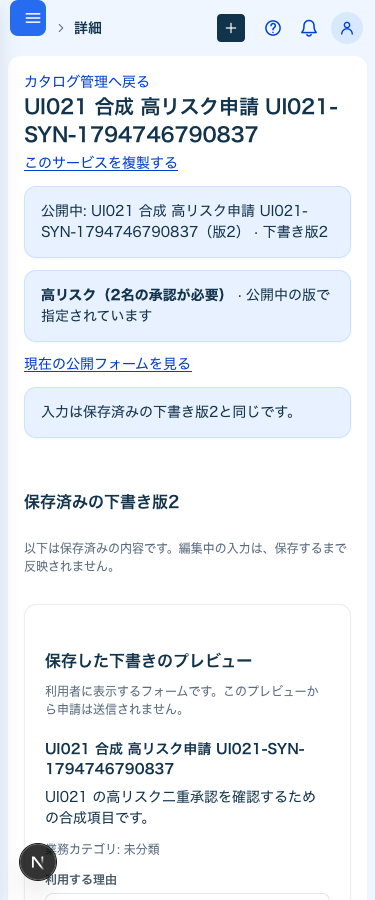 詳細
カタログ管理へ戻る
UI021 合成 高リスク申請 UI021-
SYN-1794746790837
このサービスを複製する
公開中: UI021 合成 高リスク申請 UI021-
SYN-1794746790837（版2） · 下書き版2
高リスク（2名の承認が必要） · 公開中の版で
指定されています
現在の公開フォームを見る
入力は保存済みの下書き版2と同じです。
保存済みの下書き版2
以下は保存済みの内容です。編集中の入力は、保存するまで
反映されません。
保存した下書きのプレビュー
利用者に表示するフォームです。このプレビューか
ら申請は送信されません。
UI021 合成 高リスク申請 UI021-SYN-
1794746790837
UI021 の高リスク二重承認を確認するため
の合成項目です。
業務カテゴリ: 未分類
N
利用する理由